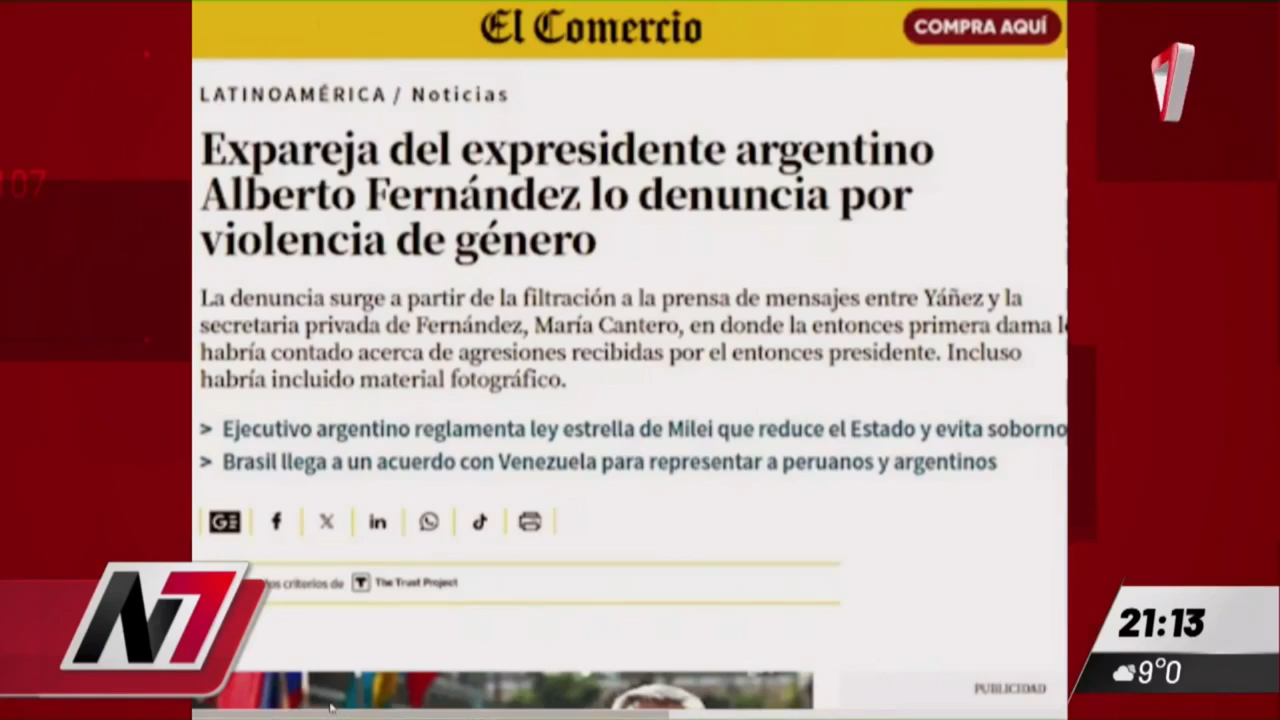 El Comercio
COMPRA AQUÍ
LATINOAMÉRICA / Noticias
Expareja del expresidente argentino
Alberto Fernández lo denuncia por
violencia de género
La denuncia surge a partir de la filtración a la prensa de mensajes entre Yáñez y la
secretaria privada de Fernández, María Cantero, en donde la entonces primera dama l
habría contado acerca de agresiones recibidas por el entonces presidente. Incluso
habría incluido material fotográfico.
> Ejecutivo argentino reglamenta ley estrella de Milei que reduce el Estado y evita soborno
> Brasil llega a un acuerdo con Venezuela para representar a peruanos y argentinos
los criterios de The Trust Project
PUBLICIDAD
N7
21:13
9°0
107